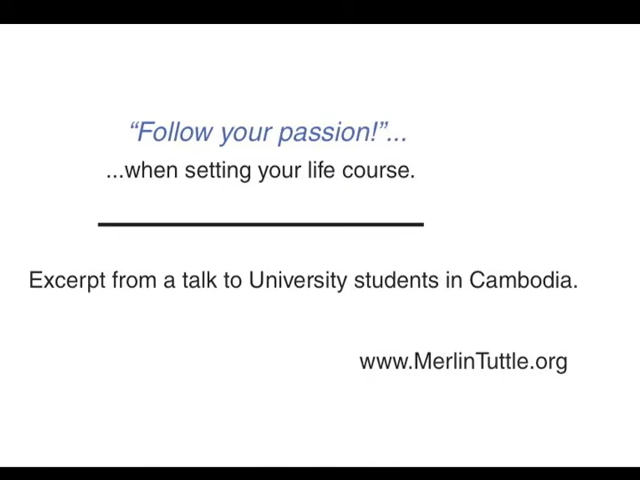 “Follow your passion!”...
...when setting your life course.
Excerpt from a talk to University students in Cambodia.
www.MerlinTuttle.org